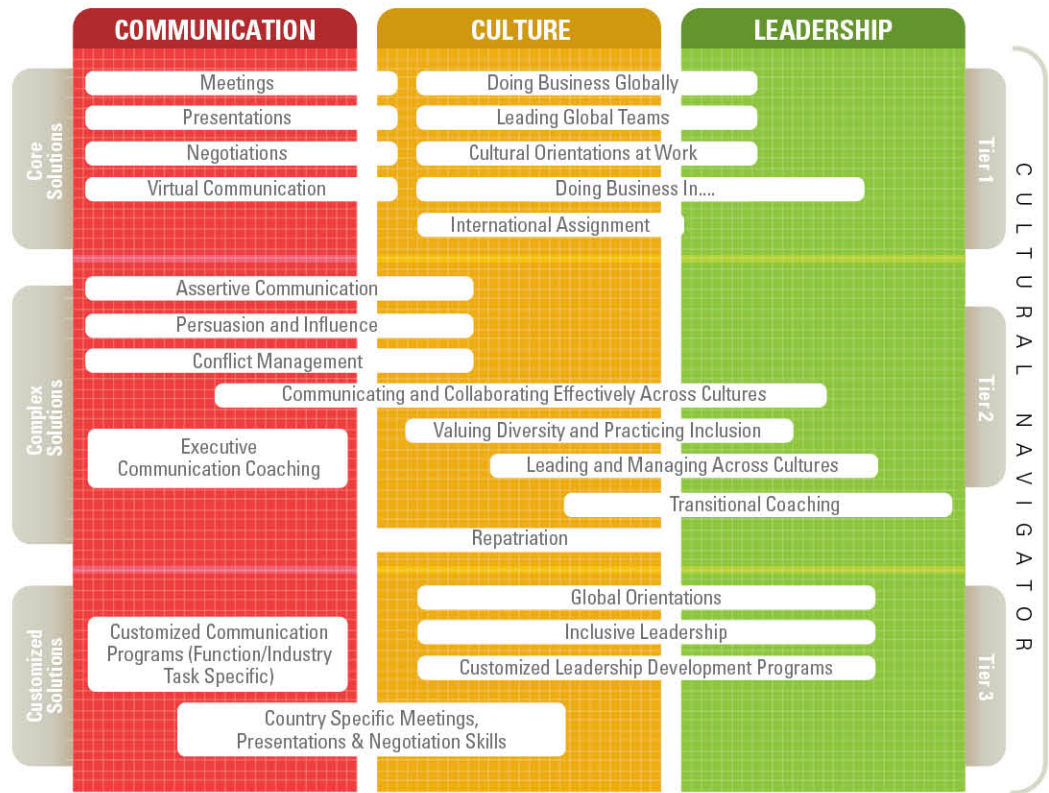 COMMUNICATION
CULTURE
LEADERSHIP
Core
Solutions
Meetings
Presentations
Negotiations
Virtual Communication
Doing Business Globally
Leading Global Teams
Cultural Orientations at Work
Doing Business In....
International Assignment
Tier 1
Complex
Solutions
Assertive Communication
Persuasion and Influence
Conflict Management
Communicating and Collaborating Effectively Across Cultures
Valuing Diversity and Practicing Inclusion
Executive
Communication Coaching
Leading and Managing Across Cultures
Transitional Coaching
Repatriation
Tier 2
Customized
Solutions
Global Orientations
Customized Communication
Programs (Function/Industry
Task Specific)
Inclusive Leadership
Customized Leadership Development Programs
Country Specific Meetings,
Presentations & Negotiation Skills
Tier 3
CULTURAL NAVIGATOR